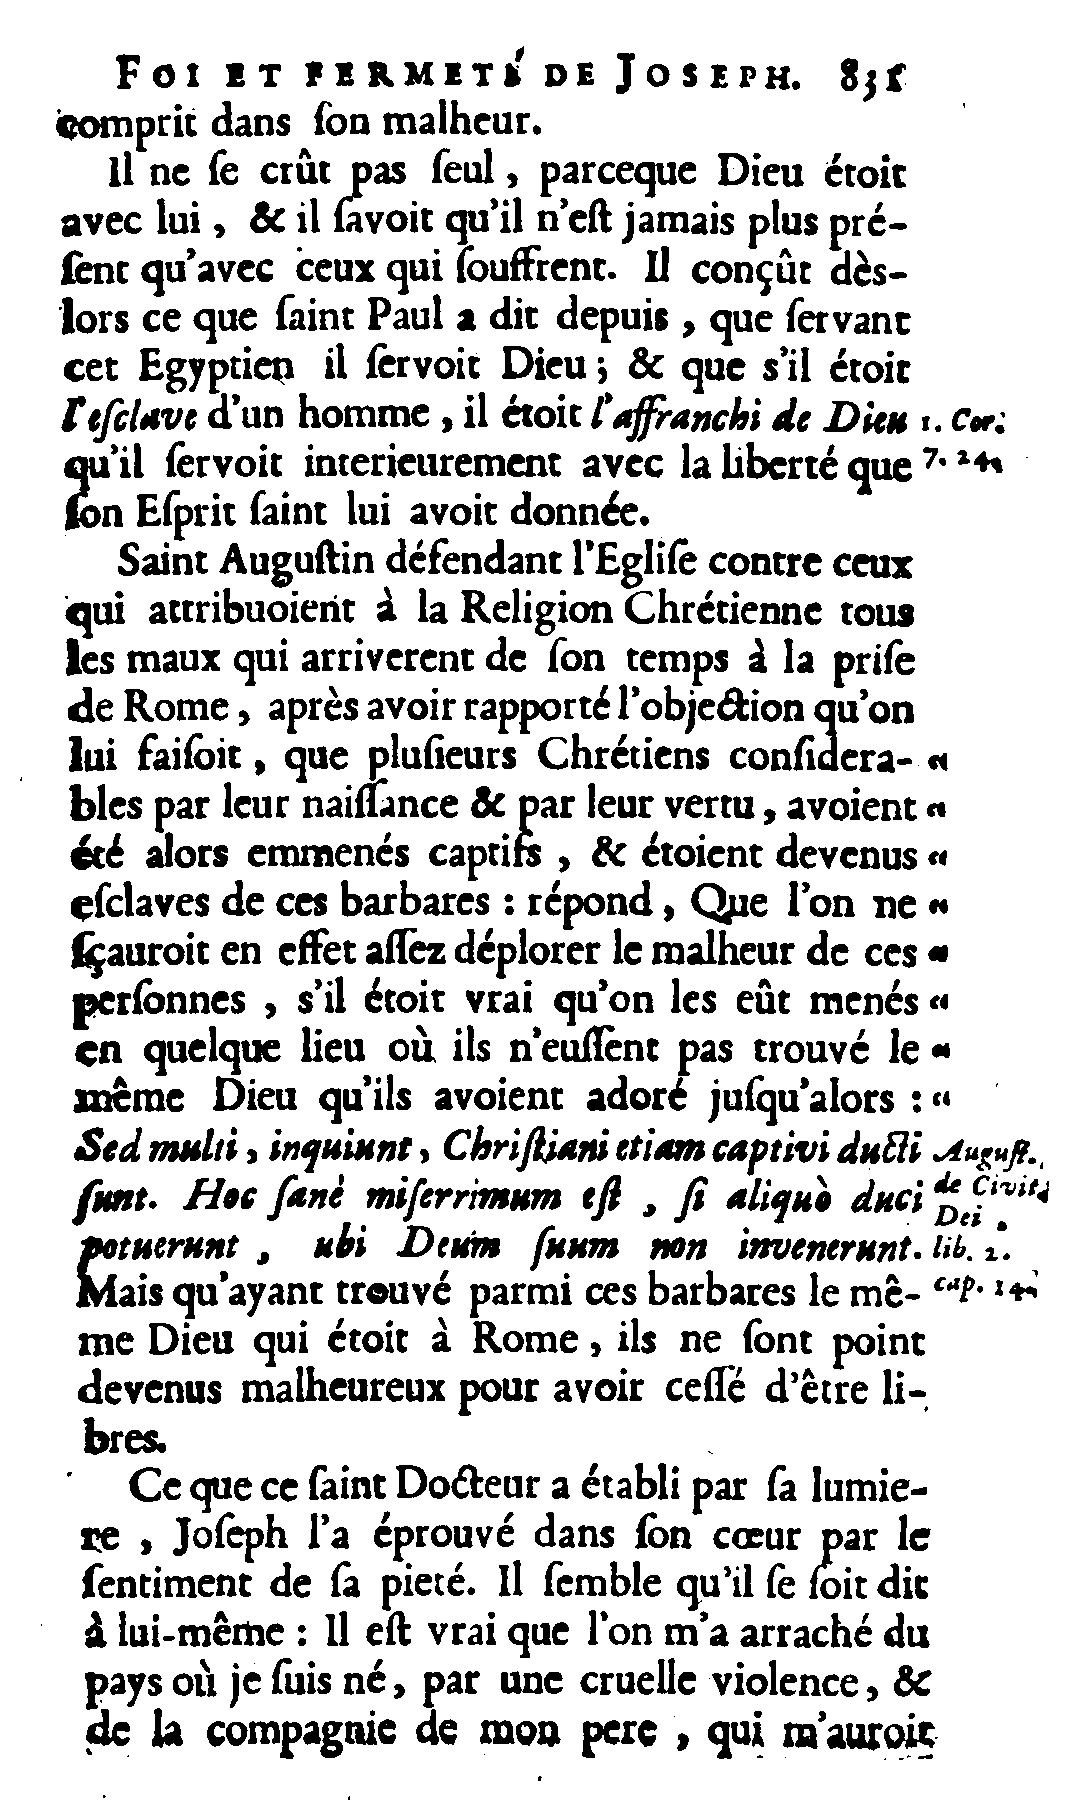 FOI ET FERMETÉ DE JOSEPH. 831
comprit dans ſon malheur.
Il ne ſe crût pas ſeul, parceque Dieu étoit
avec lui, & il ſavoit qu'il n'eſt jamais plus pré-
ſent qu'avec ceux qui ſouffrent. Il conçût dès-
lors ce que ſaint Paul a dit depuis, que ſervant
cet Egyptien il ſervoit Dieu; & que s'il étoit
l'eſclave d'un homme, il étoit l'affranchi de Dieu 1. Cor.
qu'il ſervoit interieurement avec la liberté que 7. 24.
ſon Eſprit ſaint lui avoit donnée.
Saint Auguſtin défendant l'Egliſe contre ceux
qui attribuoient à la Religion Chrétienne tous
les maux qui arriverent de ſon temps à la priſe
de Rome, après avoir rapporté l'objection qu'on
lui faiſoit, que pluſieurs Chrétiens conſidera- "
bles par leur naiſſance & par leur vertu, avoient "
été alors emmenés captifs, & étoient devenus "
eſclaves de ces barbares : répond, Que l'on ne "
ſçauroit en effet aſſez déplorer le malheur de ces "
perſonnes, s'il étoit vrai qu'on les eût menés "
en quelque lieu où ils n'euſſent pas trouvé le "
même Dieu qu'ils avoient adoré juſqu'alors : "
Sed multi, inquiunt, Chriſtiani etiam captivi ducti Auguſt.
ſunt. Hoc ſanè miſerrimum eſt, ſi aliquò duci de Civit.
Dei
potuerunt, ubi Deum ſuum non invenerunt. lib. 2.
Mais qu'ayant trouvé parmi ces barbares le mê- cap. 14.
me Dieu qui étoit à Rome, ils ne ſont point
devenus malheureux pour avoir ceſſé d'être li-
bres.
Ce que ce ſaint Docteur a établi par ſa lumie-
re, Joſeph l'a éprouvé dans ſon cœur par le
ſentiment de ſa pieté. Il ſemble qu'il ſe ſoit dit
à lui-même : Il eſt vrai que l'on m'a arraché du
pays où je ſuis né, par une cruelle violence, &
de la compagnie de mon pere, qui m'auroit